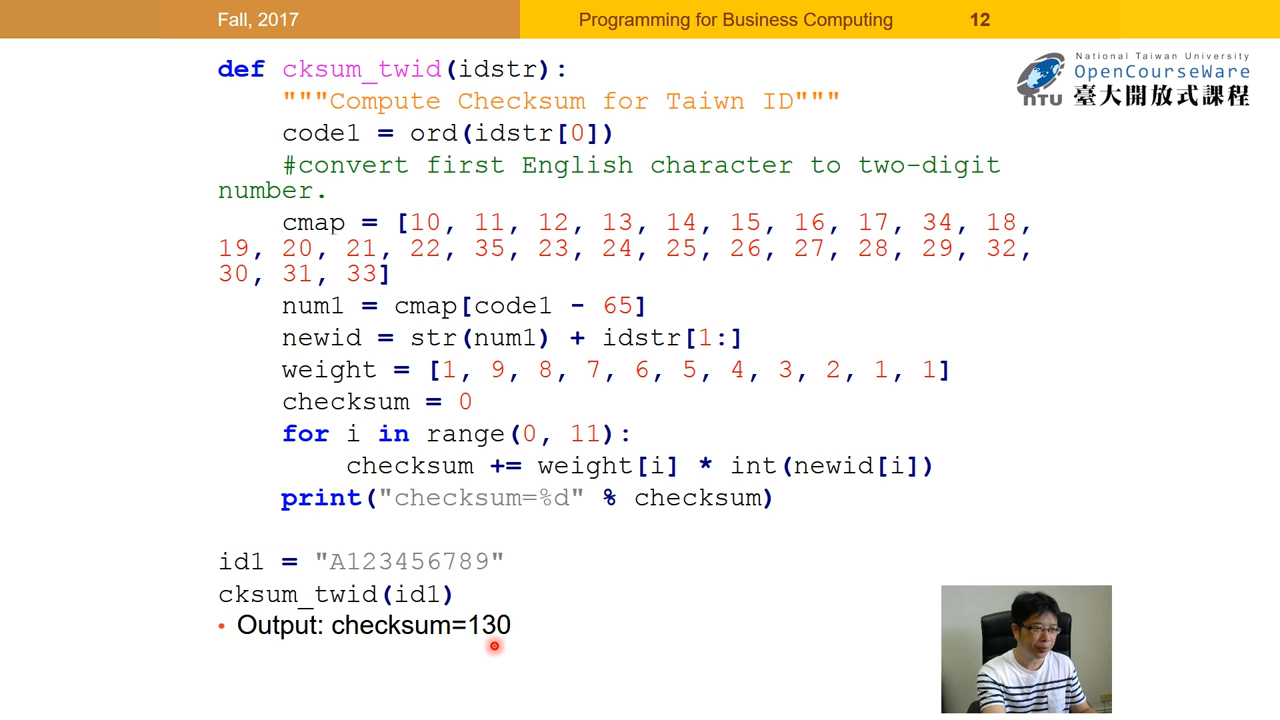 Fall, 2017
Programming for Business Computing
12
National Taiwan University
OpenCourseWare
臺大開放式課程
NTU
def cksum_twid(idstr):
"""Compute Checksum for Taiwn ID"""
code1 = ord(idstr[0])
#convert first English character to two-digit
number.
cmap = [10, 11, 12, 13, 14, 15, 16, 17, 34, 18,
19, 20, 21, 22, 35, 23, 24, 25, 26, 27, 28, 29, 32,
30, 31, 33]
num1 = cmap[code1 - 65]
newid = str(num1) + idstr[1:]
weight = [1, 9, 8, 7, 6, 5, 4, 3, 2, 1, 1]
checksum = 0
for i in range(0, 11):
checksum += weight[i] * int(newid[i])
print("checksum=%d" % checksum)
id1 = "A123456789"
cksum_twid(id1)
• Output: checksum=130